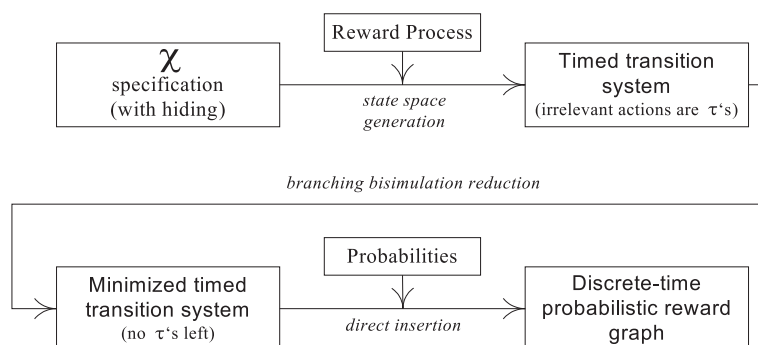 Reward Process
χ
specification
(with hiding)
state space
generation
Timed transition
system
(irrelevant actions are τ‘s)
branching bisimulation reduction
Minimized timed
transition system
(no τ‘s left)
Probabilities
direct insertion
Discrete-time
probabilistic reward
graph